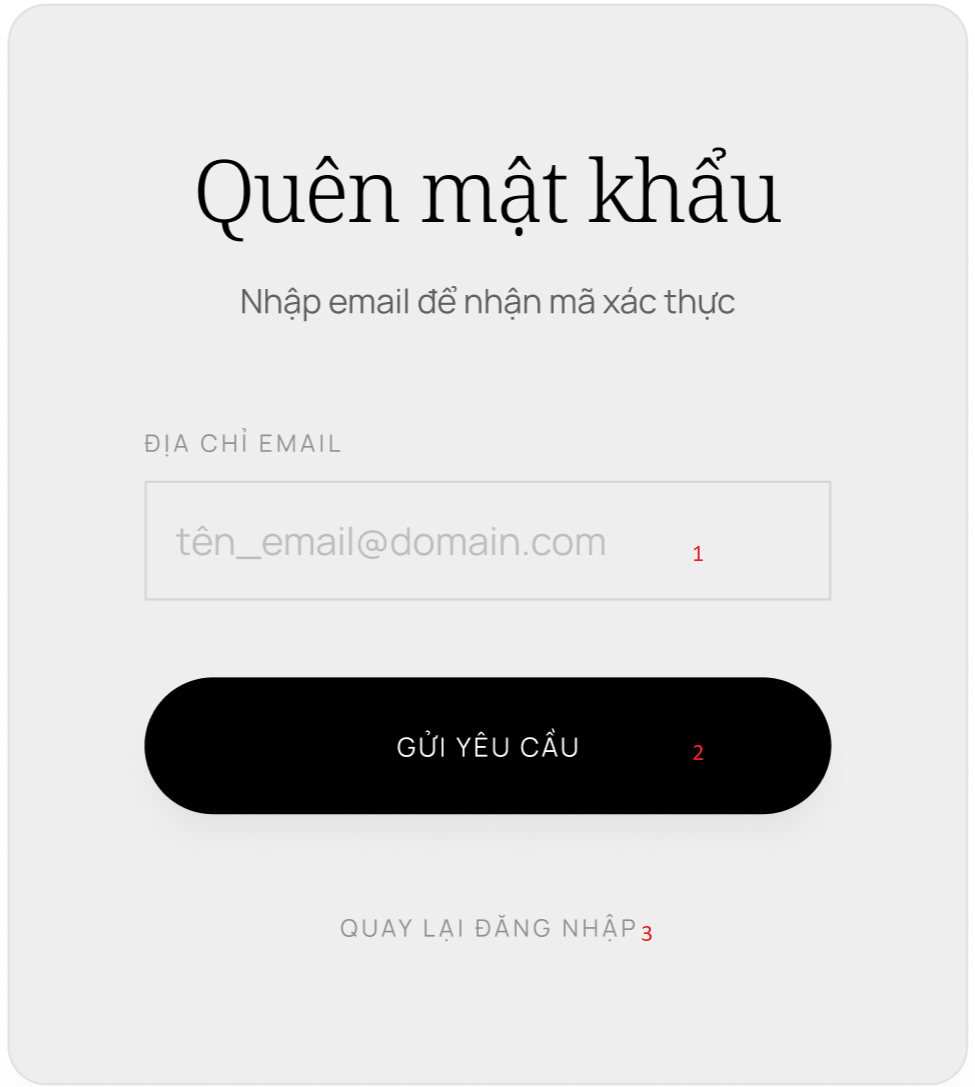 Quên mật khẩu
Nhập email để nhận mã xác thực
ĐỊA CHỈ EMAIL
tên_email@domain.com 1
GỬI YÊU CẦU 2
QUAY LẠI ĐĂNG NHẬP 3